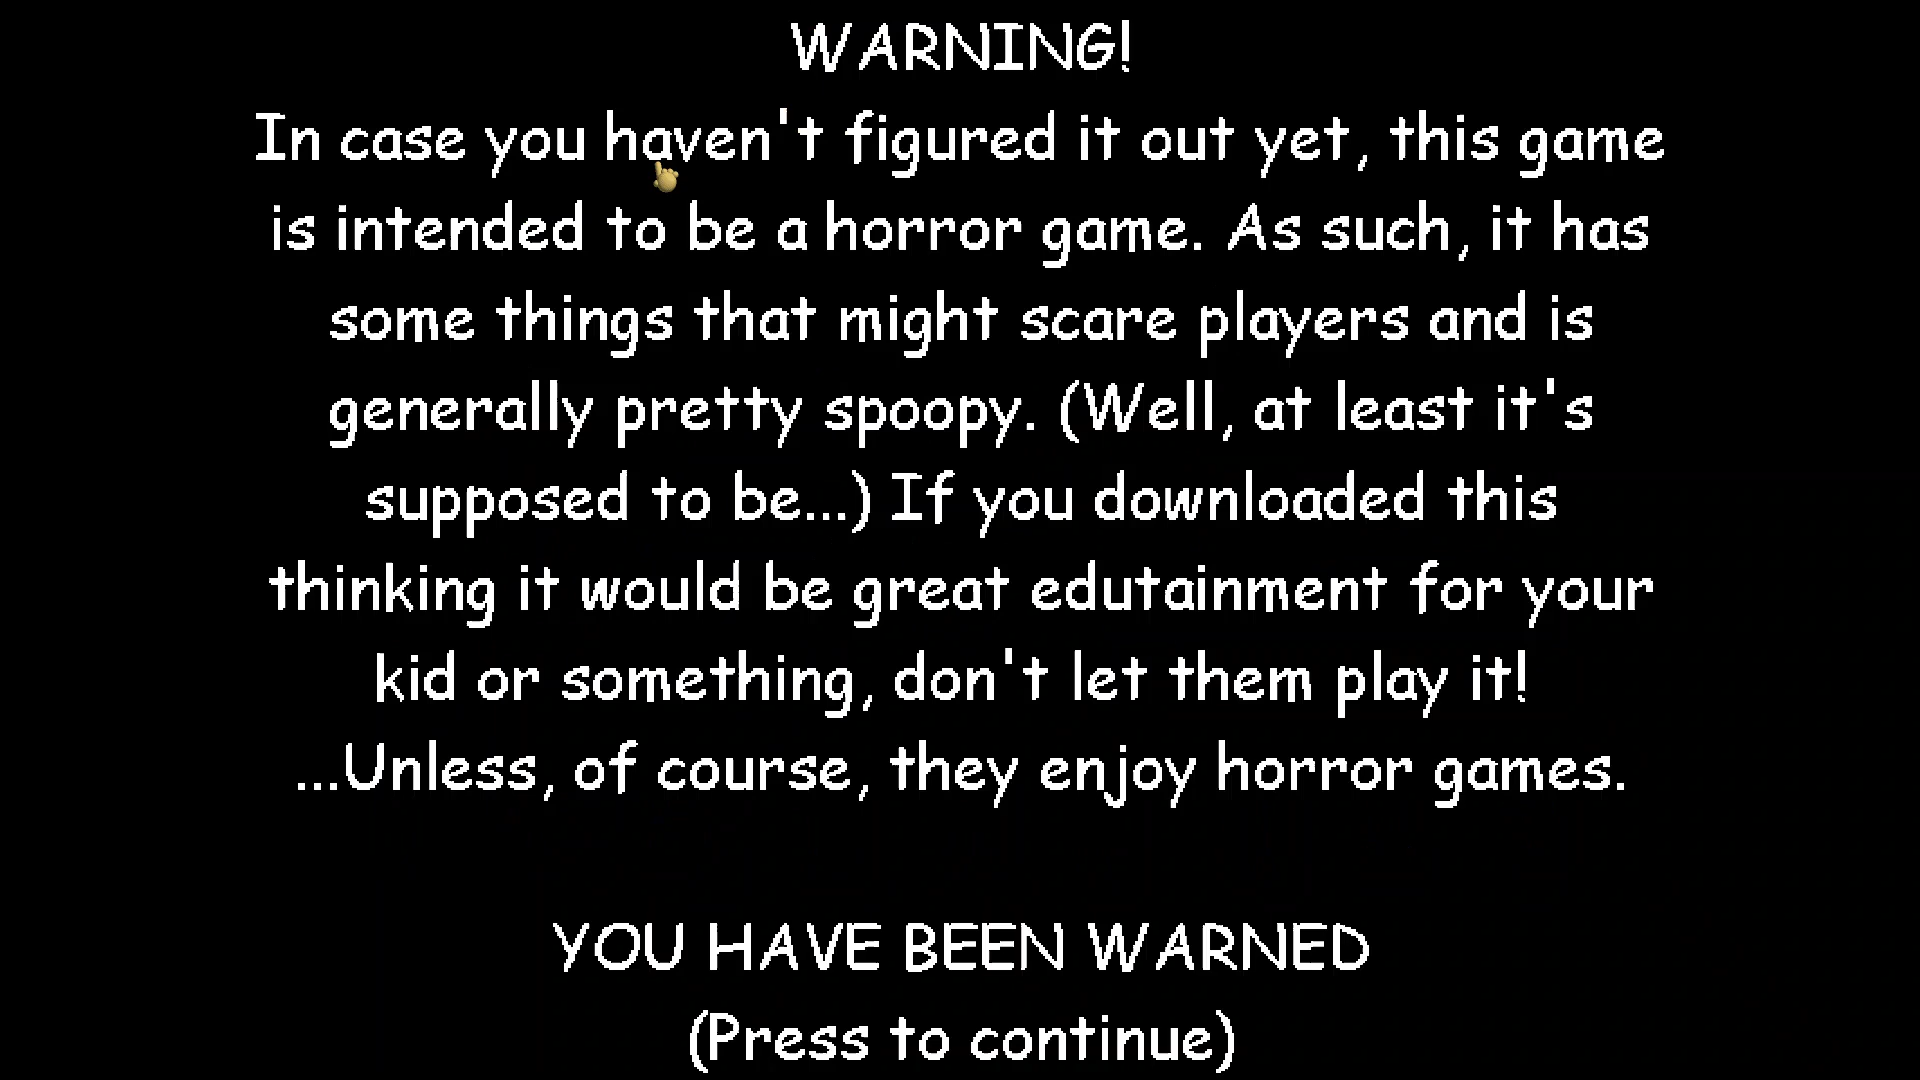 WARNING!
In case you haven't figured it out yet, this game
is intended to be a horror game. As such, it has
some things that might scare players and is
generally pretty spoopy. (Well, at least it's
supposed to be...) If you downloaded this
thinking it would be great edutainment for your
kid or something, don't let them play it!
...Unless, of course, they enjoy horror games.
YOU HAVE BEEN WARNED
(Press to continue)